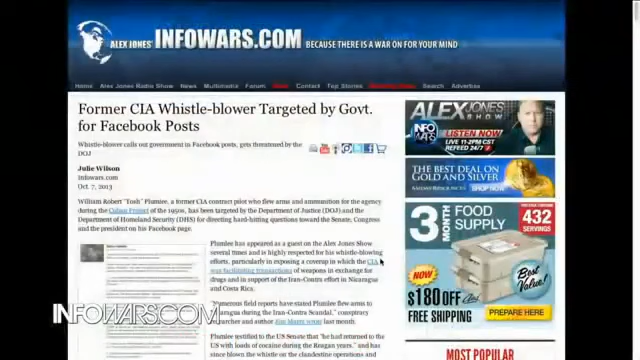 ALEX JONES' INFOWARS.COM BECAUSE THERE IS A WAR ON FOR YOUR MIND
Home Alex Jones Radio Show News Multimedia Forum Contact Top Stories Search Advertise
Former CIA Whistle-blower Targeted by Govt.
for Facebook Posts
Whistle-blower calls out government in Facebook posts, gets threatened by the
DOJ
Julie Wilson
Infowars.com
Oct. 7, 2013
William Robert "Tosh" Plumlee, a former CIA contract pilot who flew arms and ammunition for the agency
during the Cuban Project of the 1950s, has been targeted by the Department of Justice (DOJ) and the
Department of Homeland Security (DHS) for directing hard-hitting questions toward the Senate, Congress
and the president on his Facebook page.
Plumlee has appeared as a guest on the Alex Jones Show
several times and is highly respected for his whistle-blowing
efforts, particularly in exposing a coverup in which the CIA
was facilitating transactions of weapons in exchange for
drugs and in support of the Iran-Contra effort in Nicaragua
and Costa Rica.
"Numerous field reports have stated Plumlee flew arms to
Nicaragua during the Iran-Contra Scandal," conspiracy
researcher and author wrote last month.
Plumlee testified to the US Senate that "he had returned to
the US with loads of cocaine during the Reagan years," and
has since blown the whistle on the clandestine operations and
INFOWARS.COM
ALEX JONES
SHOW
INFO
WARS
LISTEN NOW
LIVE 11-2PM CST
REFEED 24/7
THE BEST DEAL ON
GOLD AND SILVER
MIDAS RESOURCES SHOP NOW
3 MONTH
FOOD
SUPPLY
432
SERVINGS
NOW
$180 OFF
FREE SHIPPING
Best
Value!
PREPARE HERE
MOST POPULAR